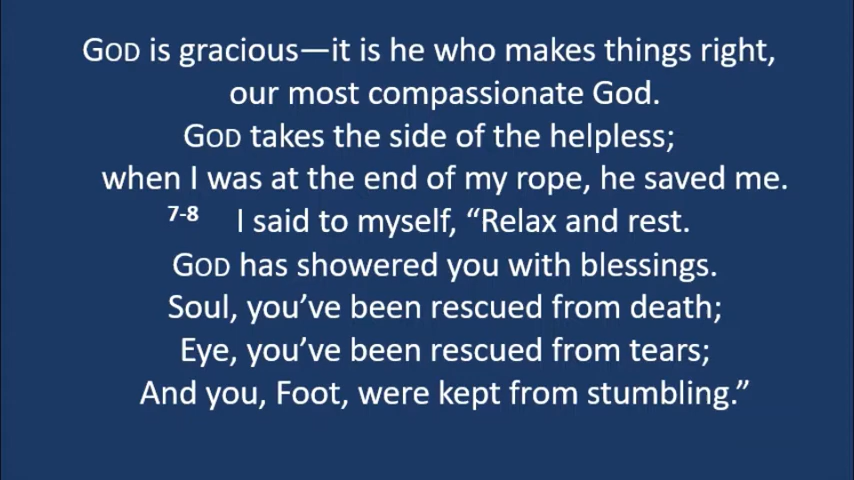 GOD is gracious—it is he who makes things right,
our most compassionate God.
GOD takes the side of the helpless;
when I was at the end of my rope, he saved me.
7-8 I said to myself, “Relax and rest.
GOD has showered you with blessings.
Soul, you’ve been rescued from death;
Eye, you’ve been rescued from tears;
And you, Foot, were kept from stumbling.”